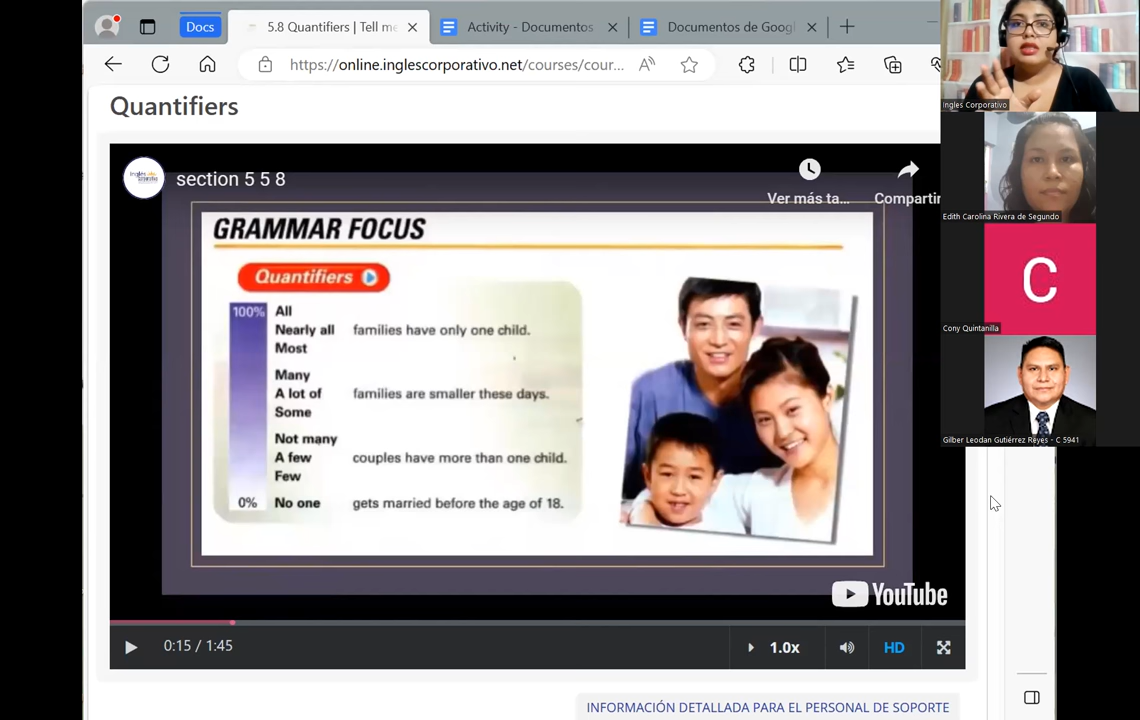 Docs
5.8 Quantifiers | Tell me
Activity - Documentos
Documentos de Googl
https://online.inglescorporativo.net/courses/cour...
Quantifiers
section 5 5 8
Ver más ta...
Compartir
GRAMMAR FOCUS
Quantifiers
100% All
Nearly all families have only one child.
Most
Many
A lot of families are smaller these days.
Some
Not many
A few couples have more than one child.
Few
0% No one gets married before the age of 18.
YouTube
0:15 / 1:45
1.0x
HD
INFORMACIÓN DETALLADA PARA EL PERSONAL DE SOPORTE
Ingles Corporativo
Edith Carolina Rivera de Segundo
C
Cony Quintanilla
Gilber Leodan Gutiérrez Reyes - C 5941